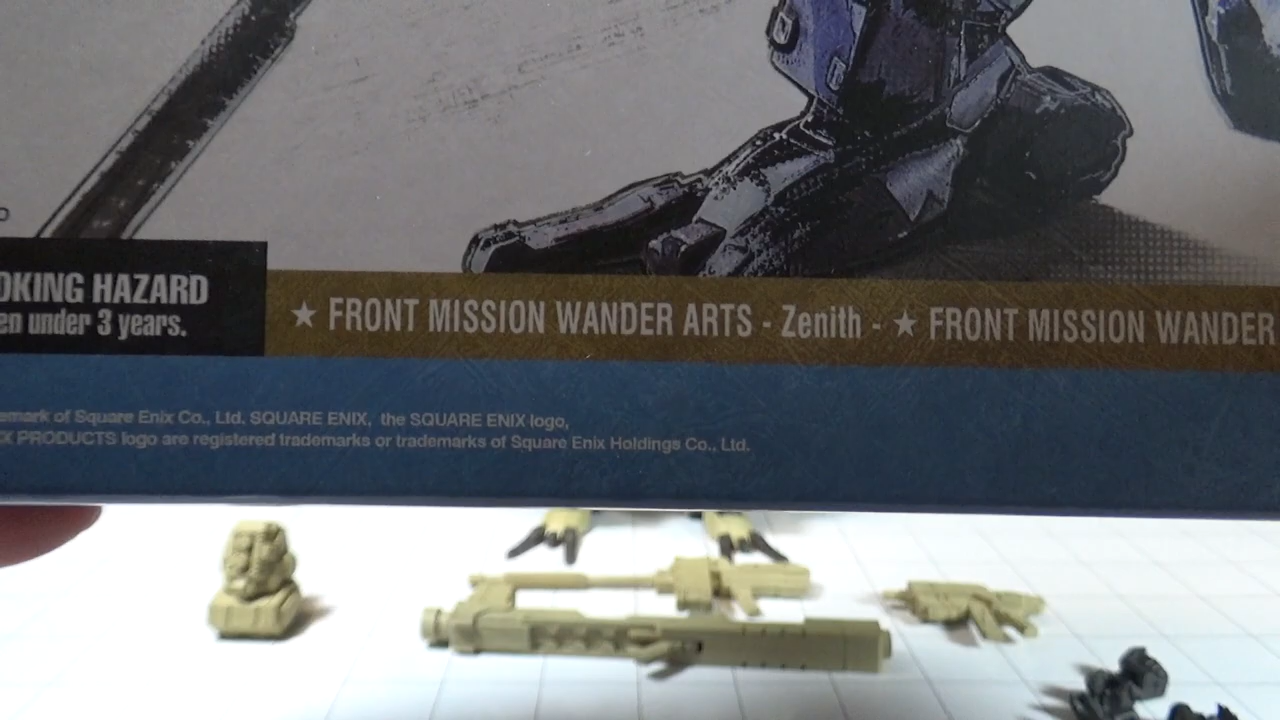 OKING HAZARD
en under 3 years.
★ FRONT MISSION WANDER ARTS - Zenith - ★ FRONT MISSION WANDER
emark of Square Enix Co., Ltd. SQUARE ENIX, the SQUARE ENIX logo,
X PRODUCTS logo are registered trademarks or trademarks of Square Enix Holdings Co., Ltd.